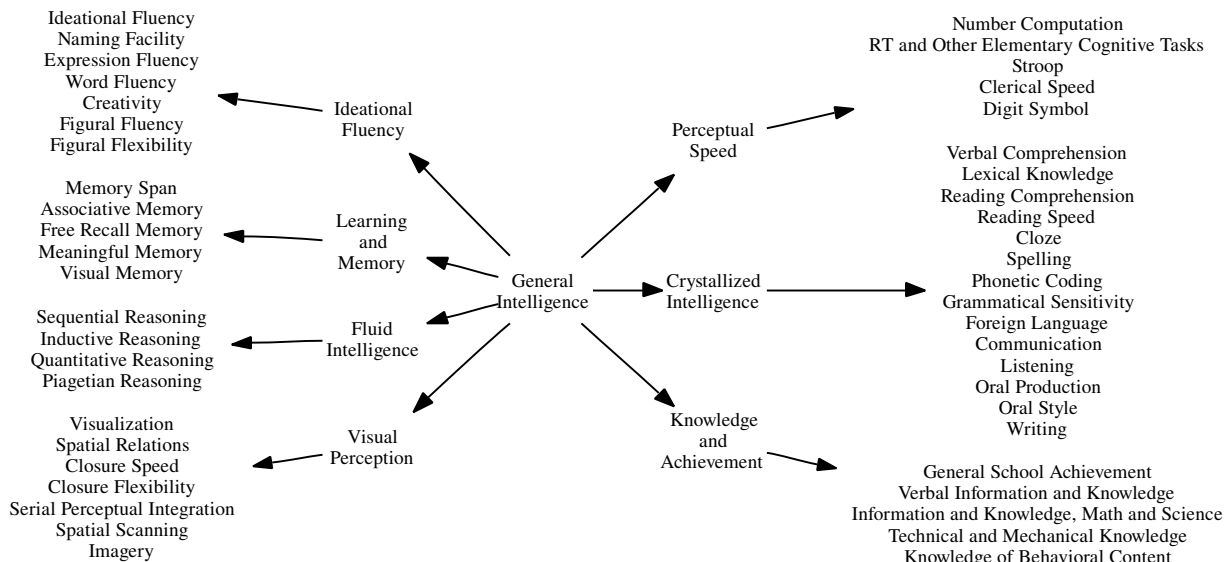 Ideational Fluency
Naming Facility
Expression Fluency
Word Fluency
Creativity
Figural Fluency
Figural Flexibility
Memory Span
Associative Memory
Free Recall Memory
Meaningful Memory
Visual Memory
Sequential Reasoning
Inductive Reasoning
Quantitative Reasoning
Piagetian Reasoning
Visualization
Spatial Relations
Closure Speed
Closure Flexibility
Serial Perceptual Integration
Spatial Scanning
Imagery
Ideational
Fluency
Learning
and
Memory
Fluid
Intelligence
Visual
Perception
General
Intelligence
Perceptual
Speed
Crystallized
Intelligence
Knowledge
and
Achievement
Number Computation
RT and Other Elementary Cognitive Tasks
Stroop
Clerical Speed
Digit Symbol
Verbal Comprehension
Lexical Knowledge
Reading Comprehension
Reading Speed
Cloze
Spelling
Phonetic Coding
Grammatical Sensitivity
Foreign Language
Communication
Listening
Oral Production
Oral Style
Writing
General School Achievement
Verbal Information and Knowledge
Information and Knowledge, Math and Science
Technical and Mechanical Knowledge
Knowledge of Behavioral Content